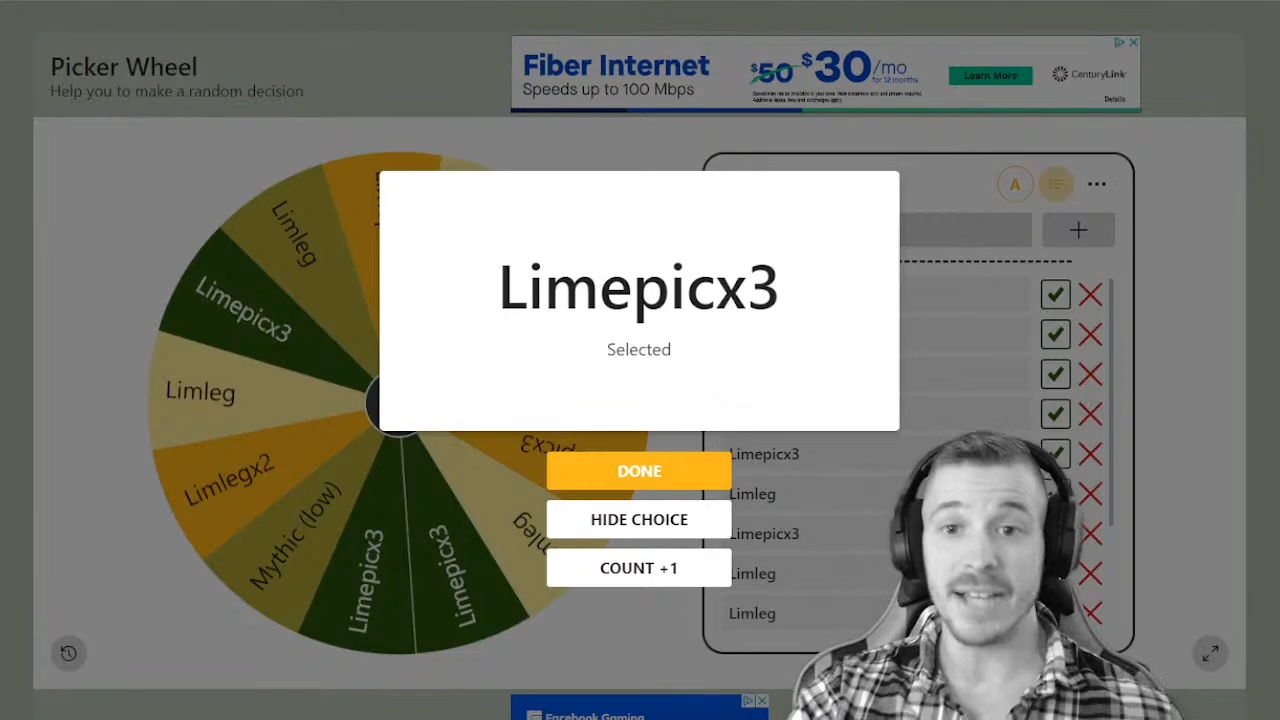 Picker Wheel
Help you to make a random decision
Fiber Internet
Speeds up to 100 Mbps
$50 $30/mo
for 12 months.
Learn More
CenturyLink
Details
A
Limleg
Limepicx3
Limleg
Limlegx2
Mythic (low)
Limepicx3
Limepicx3
Limepicx3
Selected
DONE
HIDE CHOICE
COUNT +1
Limepicx3
Limleg
Limepicx3
Limleg
Limleg
Facebook Gaming